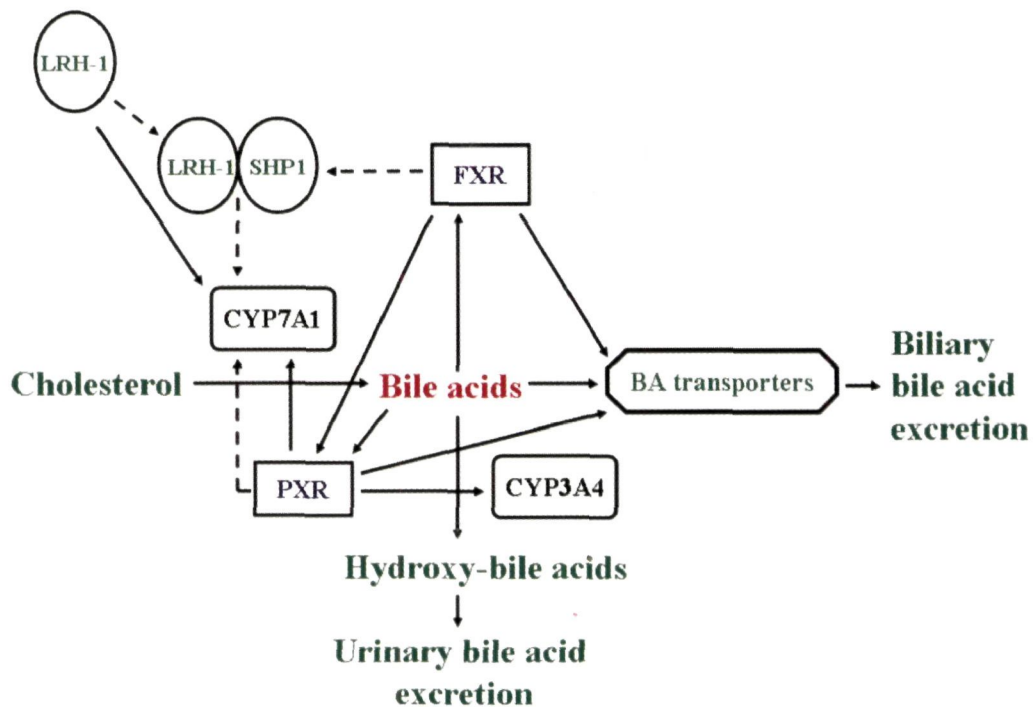 LRH-1
LRH-1 SHP1
FXR
CYP7A1
Cholesterol
Bile acids
BA transporters
Biliary
bile acid
excretion
PXR
CYP3A4
Hydroxy-bile acids
Urinary bile acid
excretion